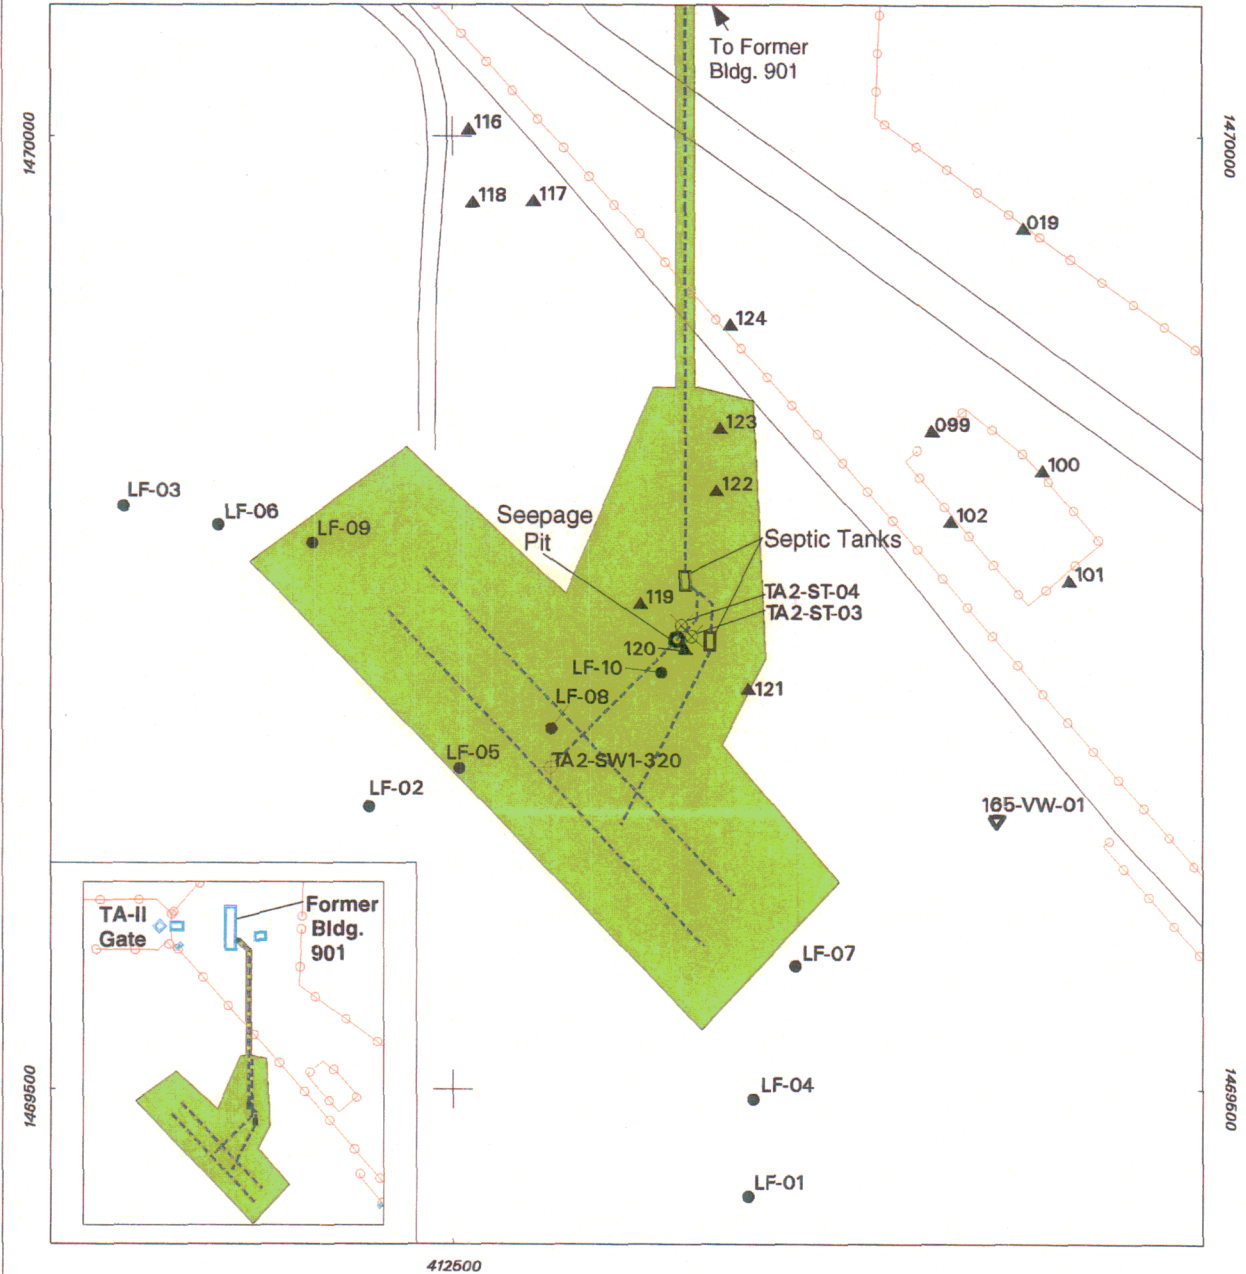 To Former
Bldg. 901
1470000
1470000
116
118
117
019
124
123
099
100
122
102
101
LF-03
LF-06
LF-09
Seepage
Pit
Septic Tanks
119
TA2-ST-04
TA2-ST-03
120
LF-10
121
LF-08
LF-05
TA2-SW1-320
LF-02
165-VW-01
LF-07
LF-04
LF-01
TA-II
Gate
Former
Bldg.
901
1469500
1469500
412500